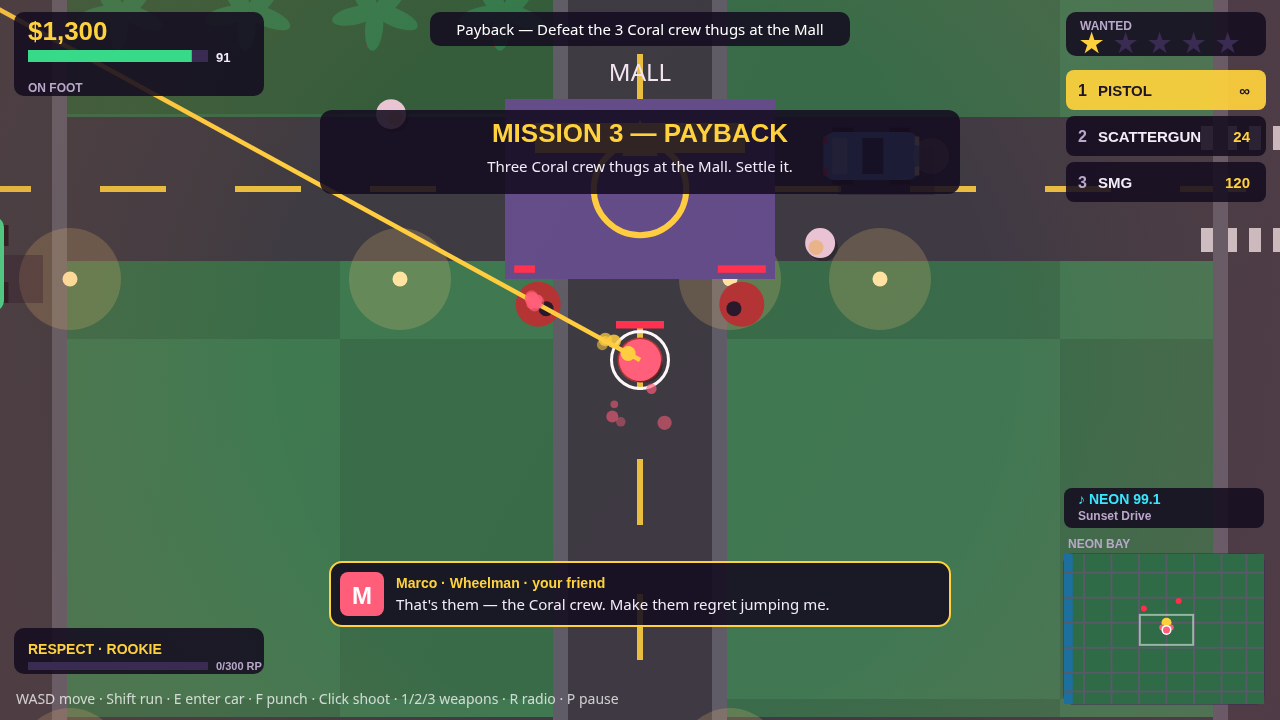 $1,300
91
ON FOOT
Payback — Defeat the 3 Coral crew thugs at the Mall
WANTED
MALL
MISSION 3 — PAYBACK
Three Coral crew thugs at the Mall. Settle it.
1 PISTOL ∞
2 SCATTERGUN 24
3 SMG 120
♪ NEON 99.1
Sunset Drive
NEON BAY
M
Marco · Wheelman · your friend
That's them — the Coral crew. Make them regret jumping me.
RESPECT · ROOKIE
0/300 RP
WASD move · Shift run · E enter car · F punch · Click shoot · 1/2/3 weapons · R radio · P pause